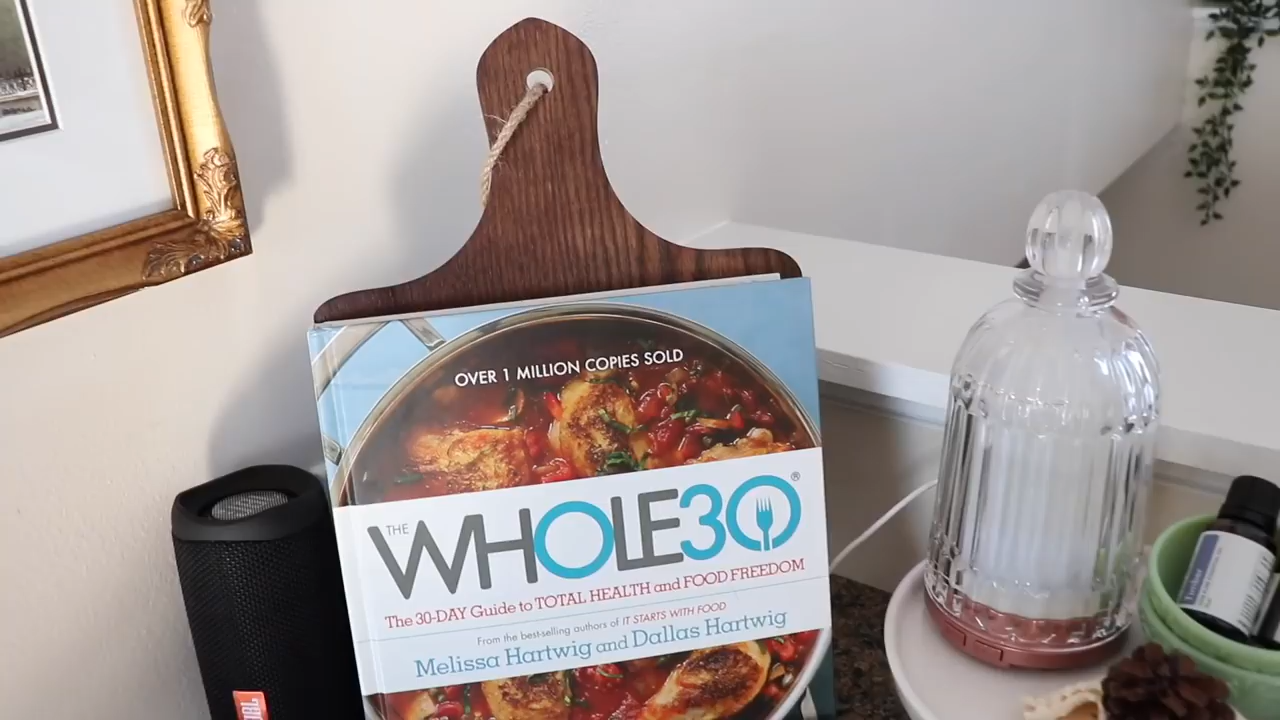 OVER 1 MILLION COPIES SOLD
THE
WHOLE30®
The 30-DAY Guide to TOTAL HEALTH and FOOD FREEDOM
From the best-selling authors of IT STARTS WITH FOOD
Melissa Hartwig and Dallas Hartwig
JBL